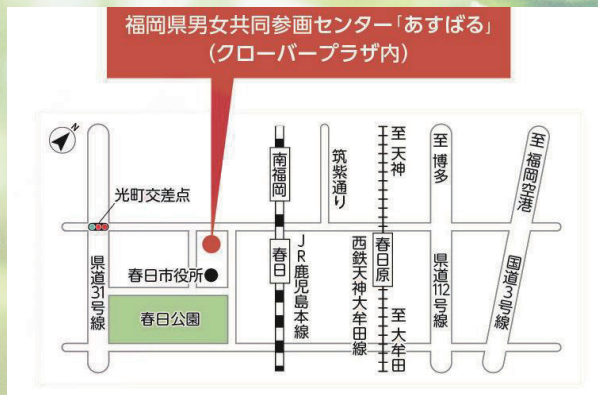 福岡県男女共同参画センター「あすばる」
(クローバープラザ内)
N
光町交差点
県道31号線
春日市役所
春日公園
南福岡
春日
JR鹿児島本線
筑紫通り
至天神
春日原
西鉄天神大牟田線
至大牟田
至博多
県道112号線
至福岡空港
国道3号線